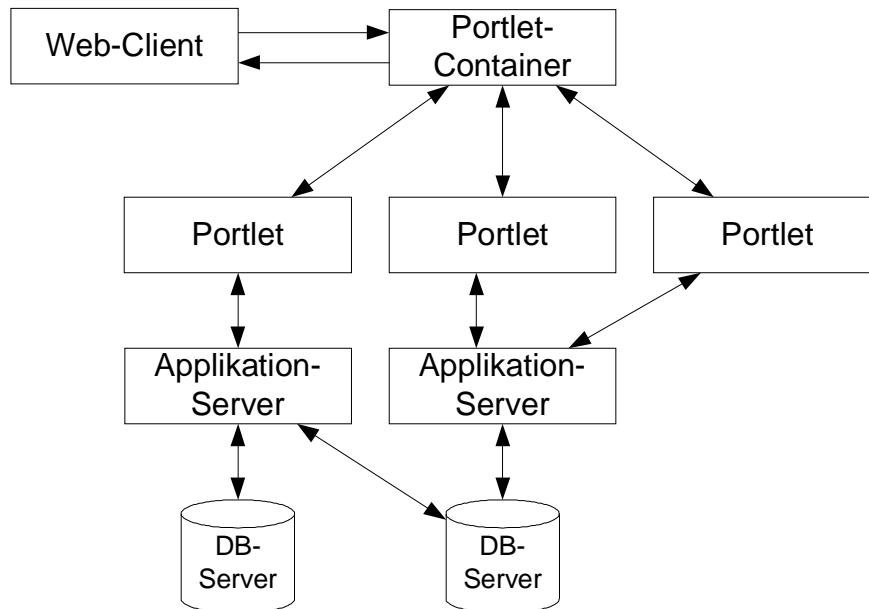 Web-Client
Portlet-
Container
Portlet
Portlet
Portlet
Applikation-
Server
Applikation-
Server
DB-
Server
DB-
Server